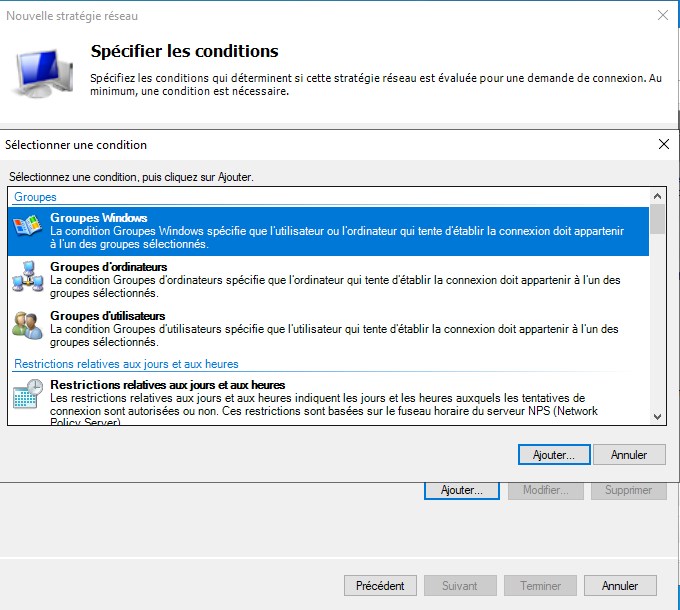 Nouvelle stratégie réseau
Spécifier les conditions
Spécifiez les conditions qui déterminent si cette stratégie réseau est évaluée pour une demande de connexion. Au
minimum, une condition est nécessaire.
Sélectionner une condition
Sélectionnez une condition, puis cliquez sur Ajouter.
Groupes
Groupes Windows
La condition Groupes Windows spécifie que l'utilisateur ou l'ordinateur qui tente d'établir la connexion doit appartenir
à l'un des groupes sélectionnés.
Groupes d'ordinateurs
La condition Groupes d'ordinateurs spécifie que l'ordinateur qui tente d'établir la connexion doit appartenir à l'un des
groupes sélectionnés.
Groupes d'utilisateurs
La condition Groupes d'utilisateurs spécifie que l'utilisateur qui tente d'établir la connexion doit appartenir à l'un des
groupes sélectionnés.
Restrictions relatives aux jours et aux heures
Restrictions relatives aux jours et aux heures
Les restrictions relatives aux jours et aux heures indiquent les jours et les heures auxquels les tentatives de
connexion sont autorisées ou non. Ces restrictions sont basées sur le fuseau horaire du serveur NPS (Network
Policy Server)
Ajouter... Annuler
Ajouter... Modifier... Supprimer
Précédent Suivant Terminer Annuler